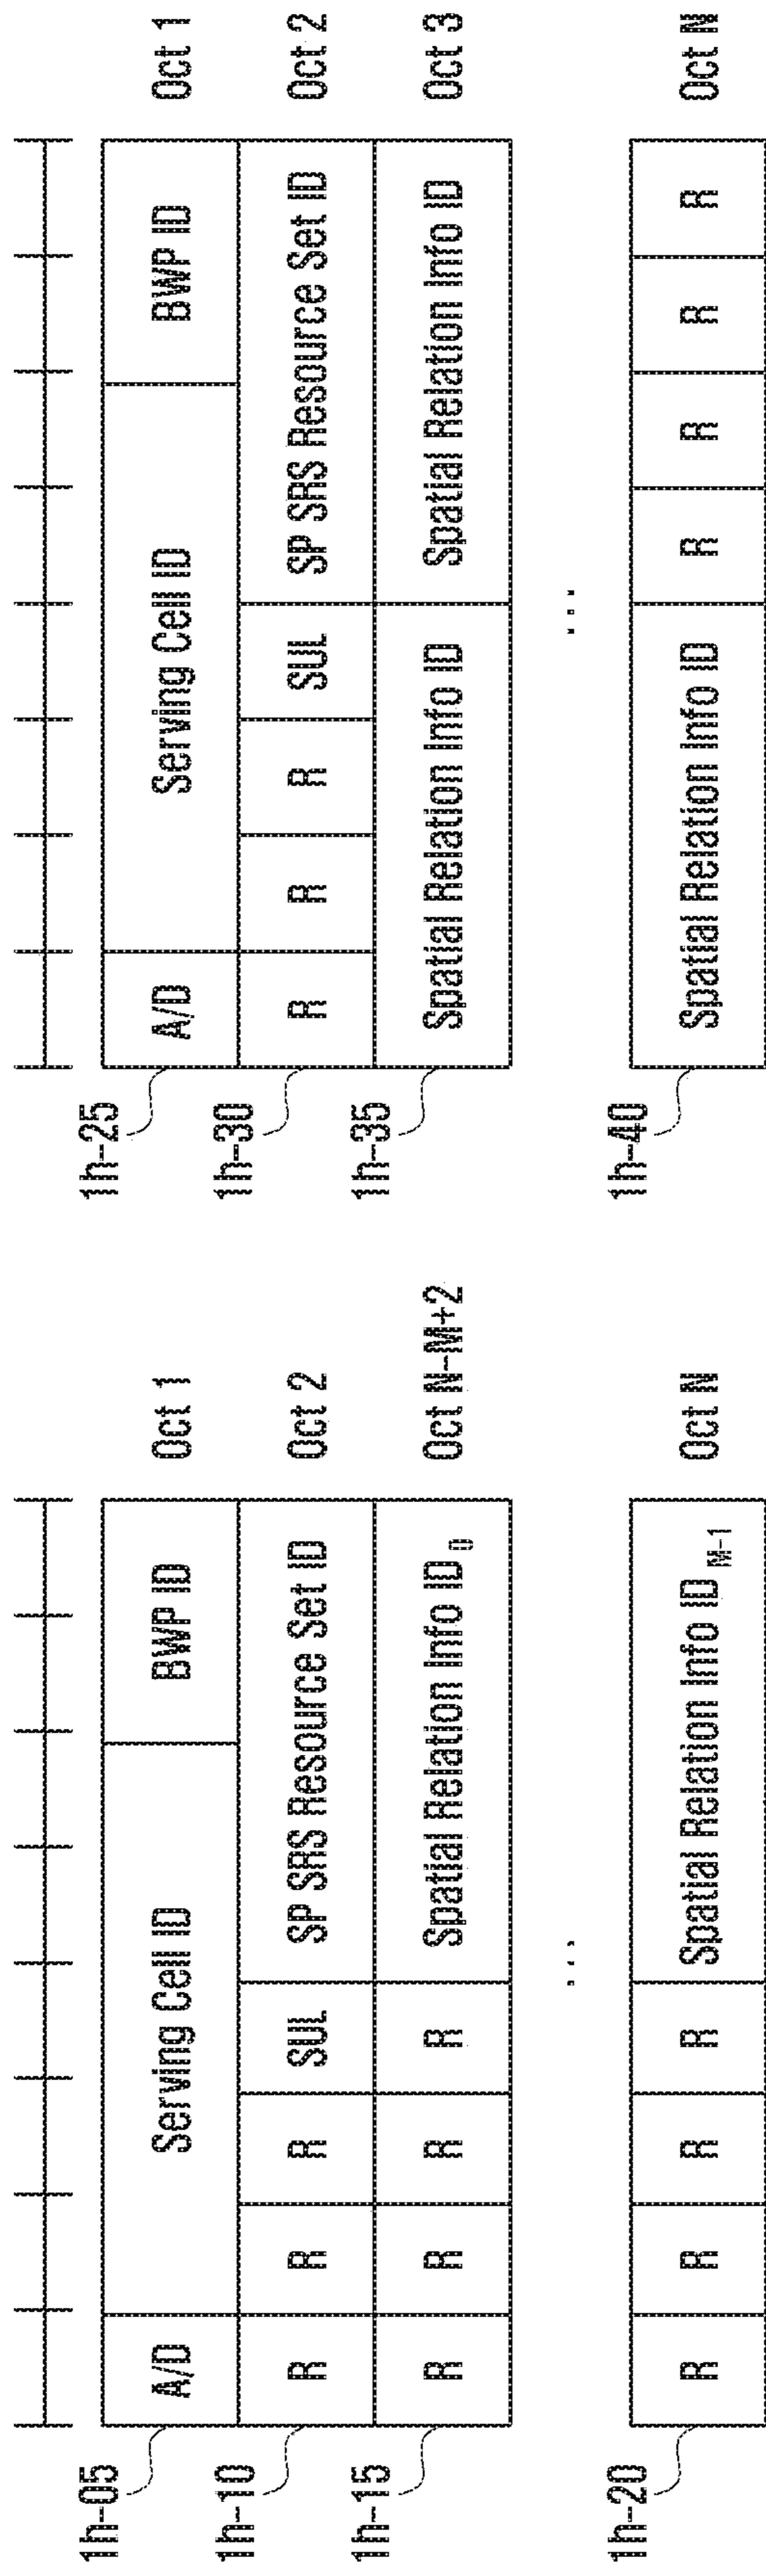 1h-05 A/D Serving Cell ID BWP ID Oct 1
1h-10 R R R SUL SP SRS Resource Set ID Oct 2
1h-15 R R R R Spatial Relation Info ID 0 Oct N-M+2
...
1h-20 R R R R Spatial Relation Info ID M-1 Oct N
1h-25 A/D Serving Cell ID BWP ID Oct 1
1h-30 R R R SUL SP SRS Resource Set ID Oct 2
1h-35 Spatial Relation Info ID Spatial Relation Info ID Oct 3
...
1h-40 Spatial Relation Info ID R R R R Oct N